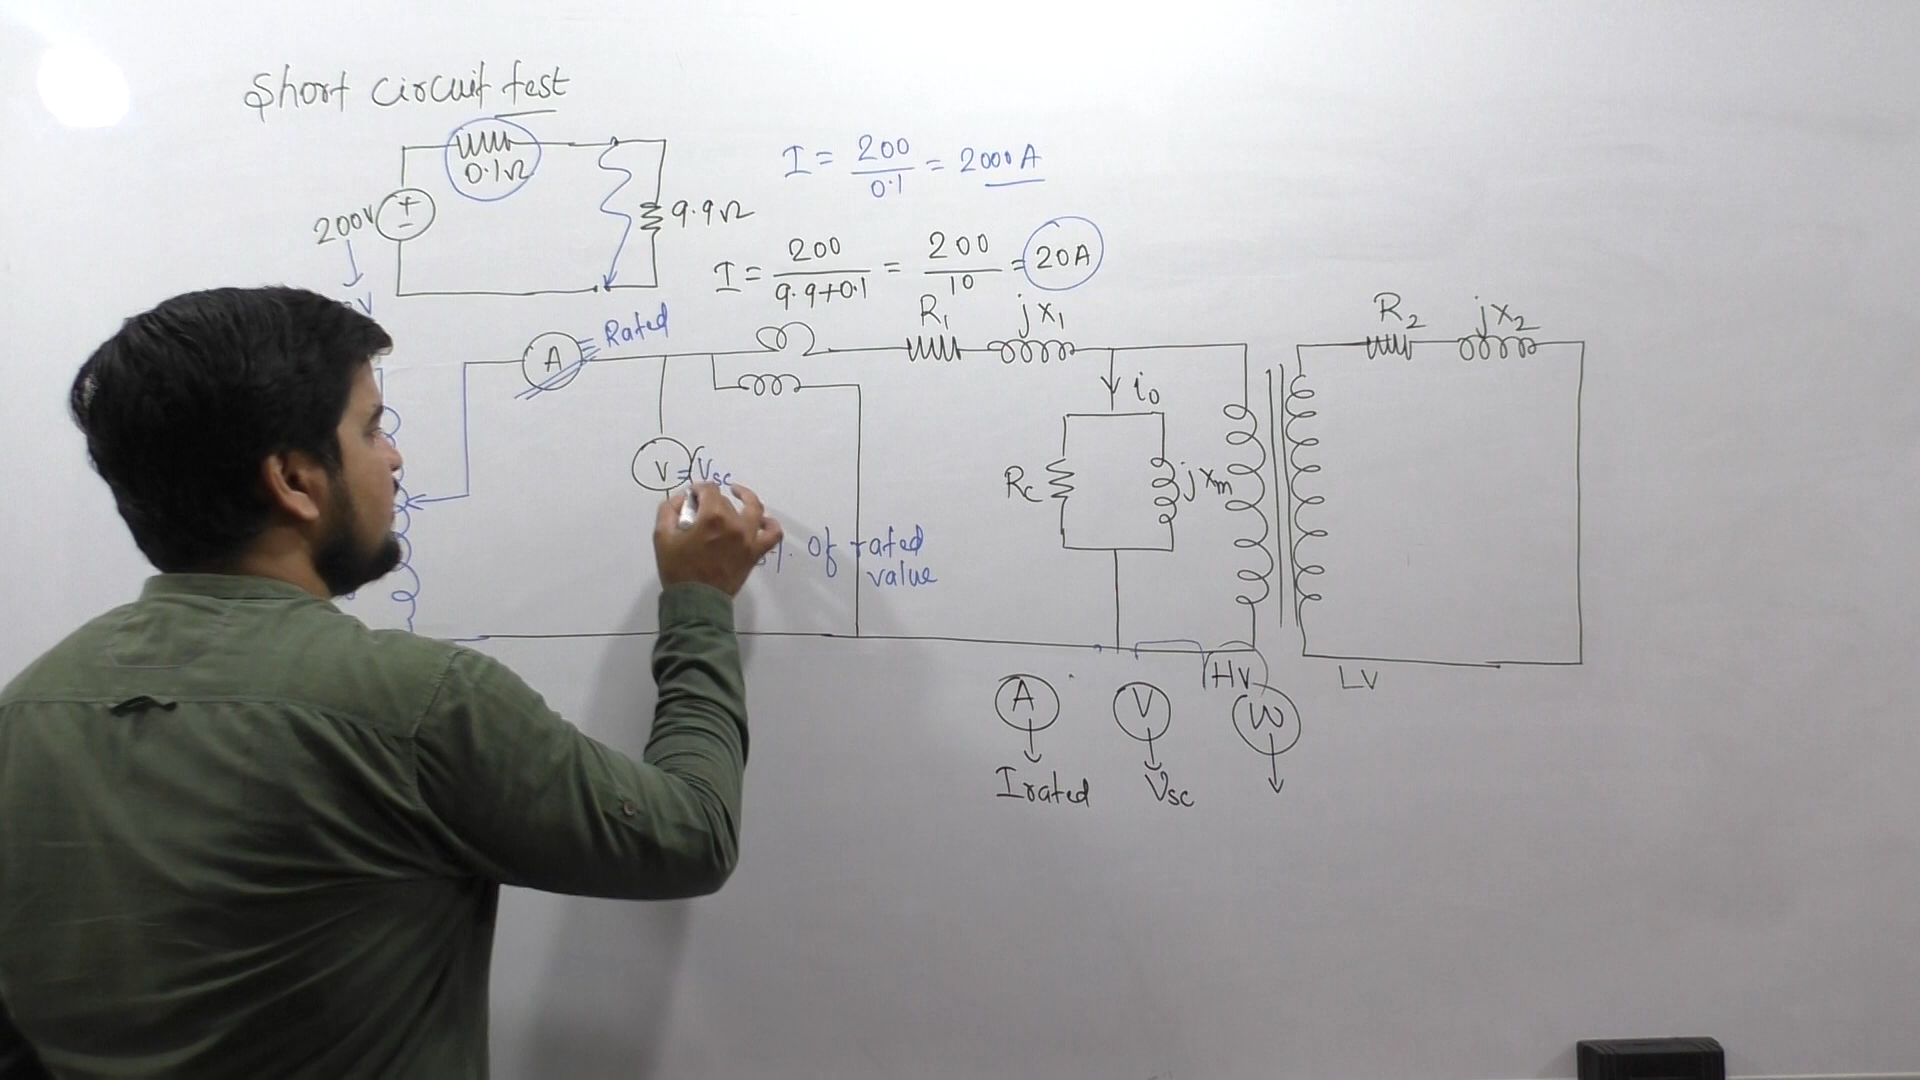 Short circuit test
0.1Ω
200V
9.9Ω
I = 200/0.1 = 2000 A
I = 200/9.9+0.1 = 200/10 = 20A
A
Rated
V = Vsc
of rated
value
R1
jx1
i0
Rc
jxm
R2
jx2
HV
LV
A
V
W
Irated
Vsc